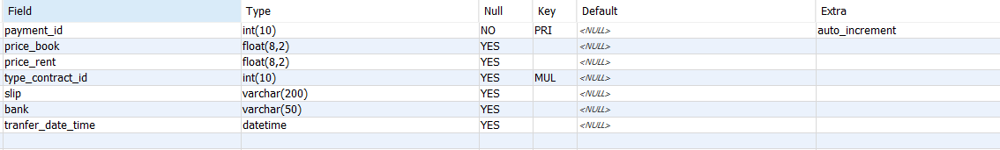 Field Type Null Key Default Extra
payment_id int(10) NO PRI <NULL> auto_increment
price_book float(8,2) YES <NULL>
price_rent float(8,2) YES <NULL>
type_contract_id int(10) YES MUL <NULL>
slip varchar(200) YES <NULL>
bank varchar(50) YES <NULL>
tranfer_date_time datetime YES <NULL>